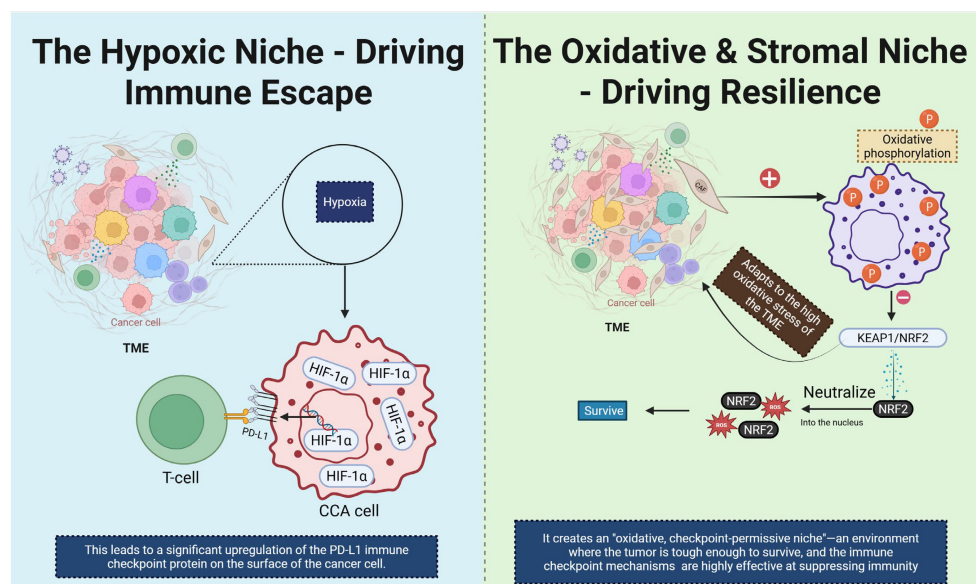 The Hypoxic Niche - Driving
Immune Escape
Hypoxia
Cancer cell
TME
HIF-1α
HIF-1α
HIF-1α
HIF-1α
HIF-1α
PD-L1
T-cell
CCA cell
This leads to a significant upregulation of the PD-L1 immune
checkpoint protein on the surface of the cancer cell.
The Oxidative & Stromal Niche
- Driving Resilience
P
Oxidative
phosphorylation
CAF
+
P
P
P
P
P
Cancer cell
TME
Adapts to the high
oxidative stress of
the TME
−
KEAP1/NRF2
Neutralize
NRF2
Into the nucleus
NRF2
ROS
ROS
NRF2
Survive
It creates an "oxidative, checkpoint-permissive niche"—an environment
where the tumor is tough enough to survive, and the immune
checkpoint mechanisms are highly effective at suppressing immunity